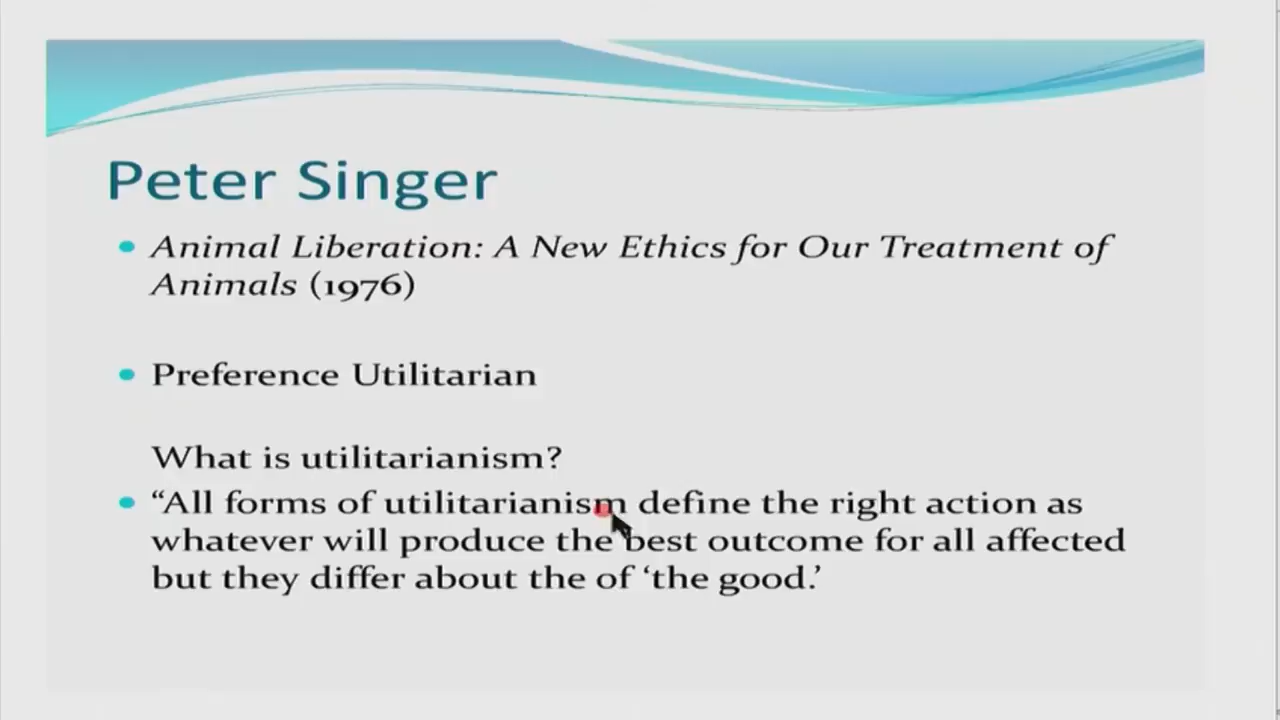 Peter Singer
Animal Liberation: A New Ethics for Our Treatment of
Animals (1976)
Preference Utilitarian
What is utilitarianism?
“All forms of utilitarianism define the right action as
whatever will produce the best outcome for all affected
but they differ about the of ‘the good.’